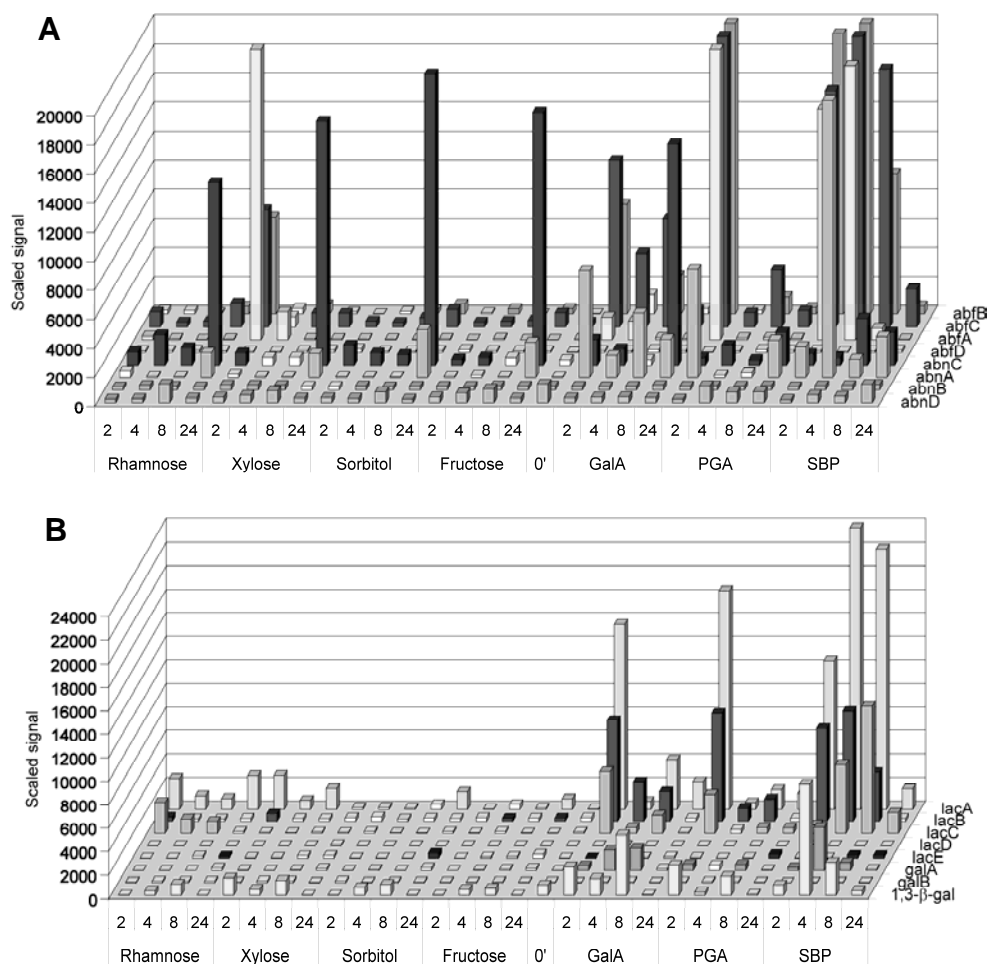 A
Scaled signal
20000
18000
16000
14000
12000
10000
8000
6000
4000
2000
0
abfB
abfC
abfA
abfD
abnC
abnA
abnB
abnD
2 4 8 24 2 4 8 24 2 4 8 24 2 4 8 24 2 4 8 24 2 4 8 24 2 4 8 24
Rhamnose Xylose Sorbitol Fructose 0' GalA PGA SBP
B
Scaled signal
24000
22000
20000
18000
16000
14000
12000
10000
8000
6000
4000
2000
0
lacA
lacB
lacC
lacD
lacE
galA
galB
1,3-β-gal
2 4 8 24 2 4 8 24 2 4 8 24 2 4 8 24 2 4 8 24 2 4 8 24 2 4 8 24
Rhamnose Xylose Sorbitol Fructose 0' GalA PGA SBP